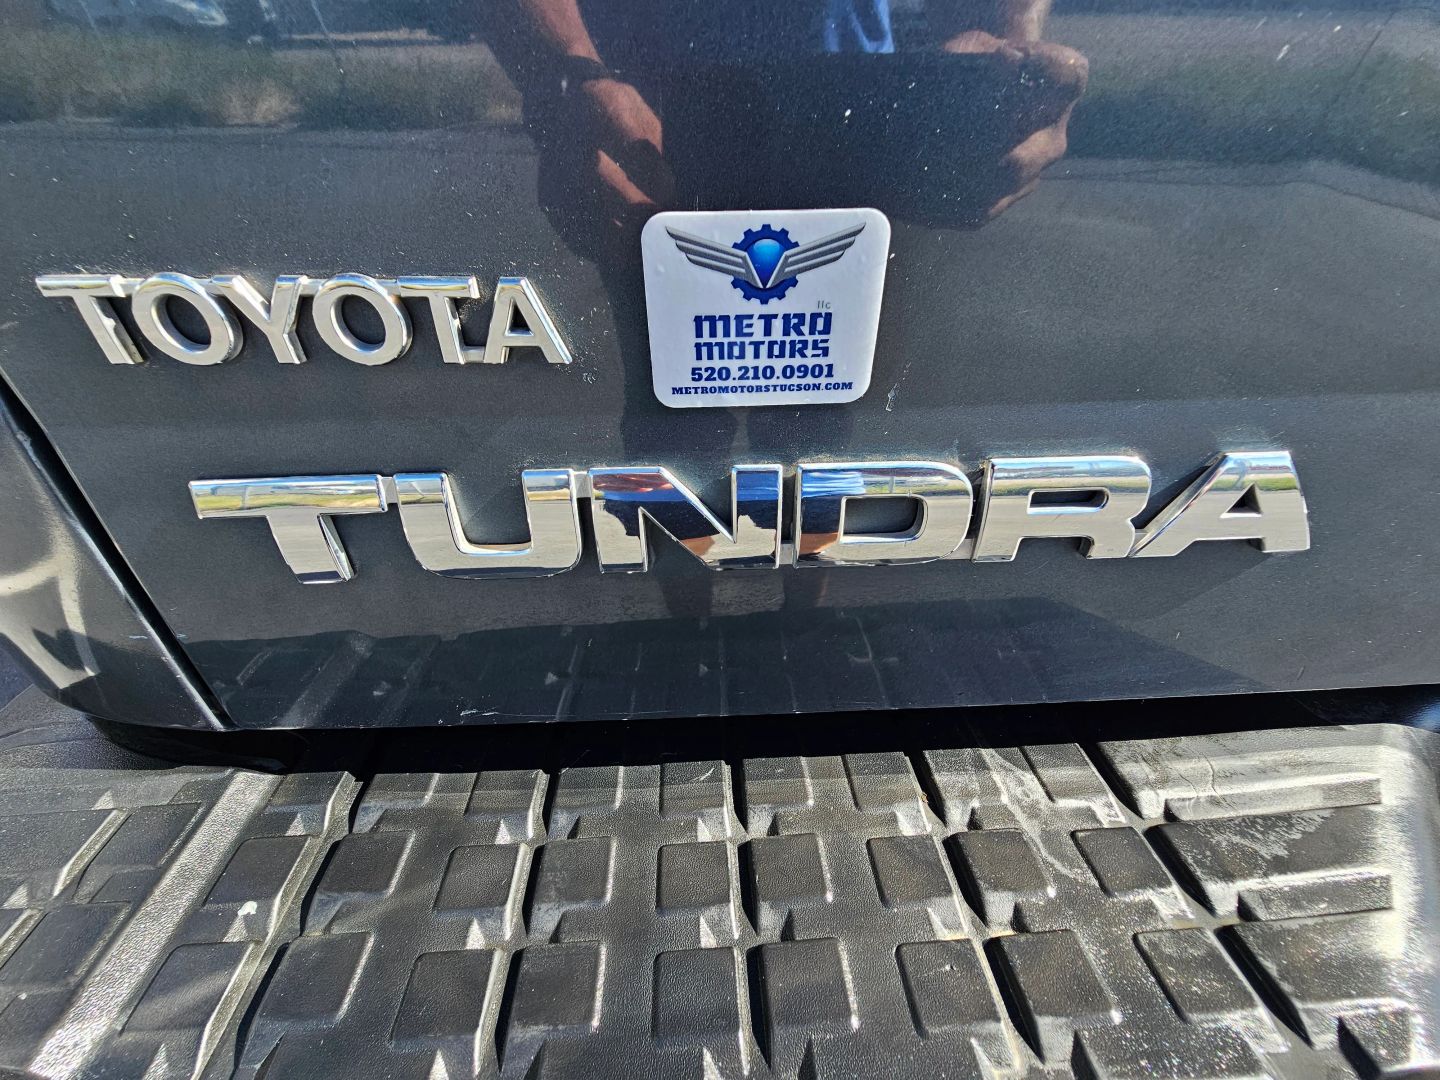 TOYOTA
llc
METRO
MOTORS
520.210.0901
METROMOTORSTUCSON.COM
TUNDRA